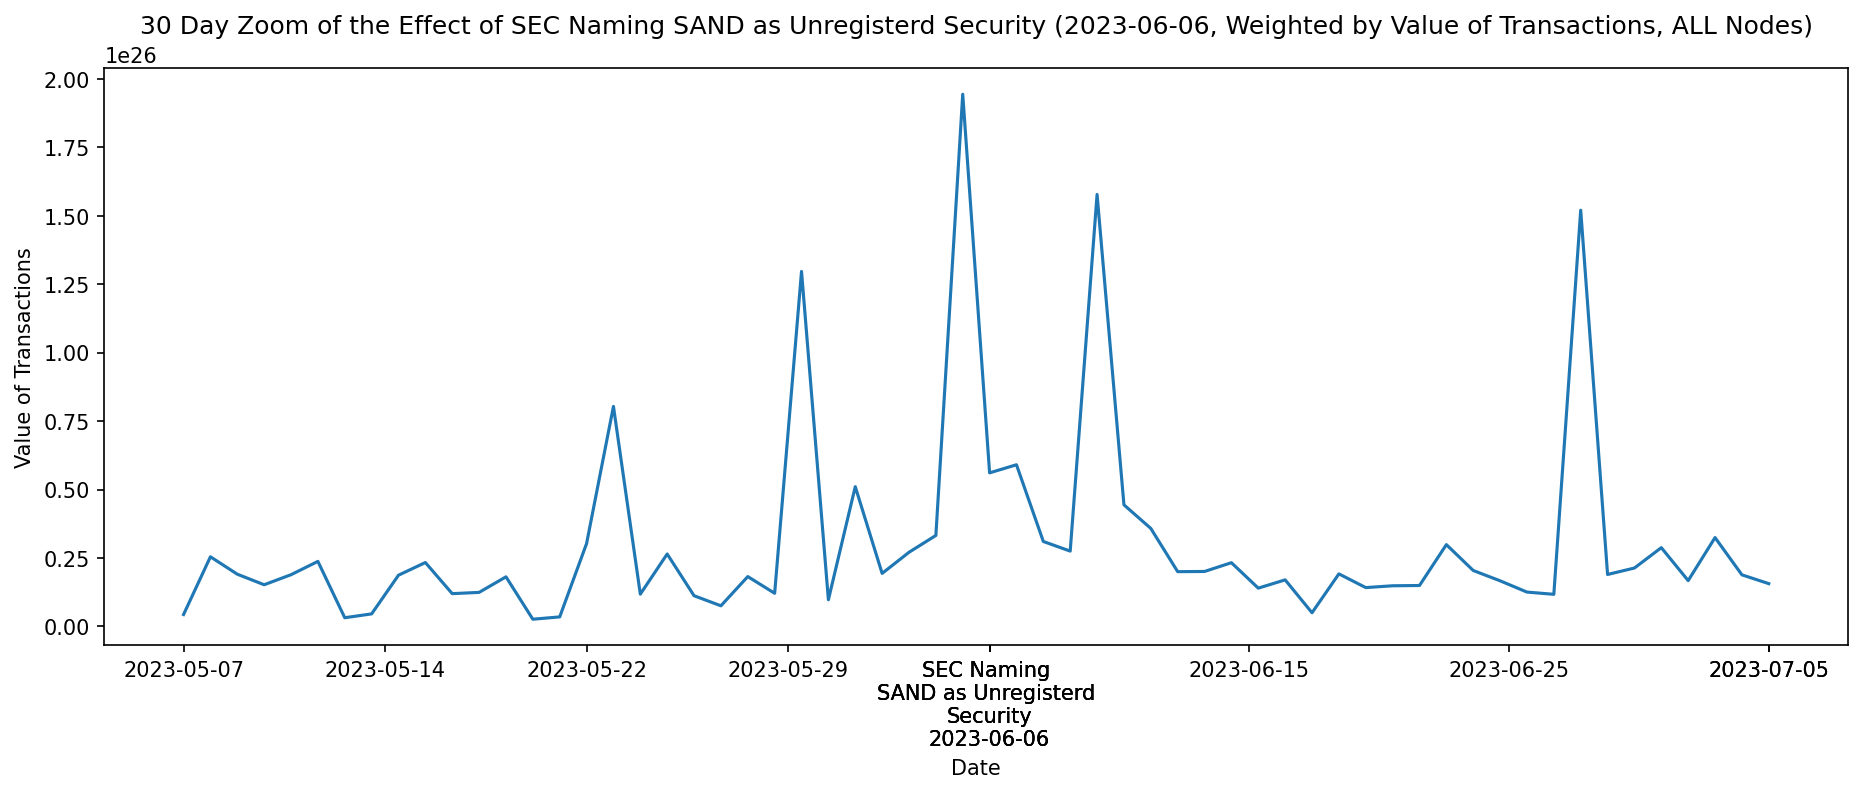 30 Day Zoom of the Effect of SEC Naming SAND as Unregisterd Security (2023-06-06, Weighted by Value of Transactions, ALL Nodes)
1e26
2.00
1.75
1.50
1.25
1.00
0.75
0.50
0.25
0.00
Value of Transactions
2023-05-07 2023-05-14 2023-05-22 2023-05-29 SEC Naming 2023-06-15 2023-06-25 2023-07-05
SAND as Unregisterd
Security
2023-06-06
Date